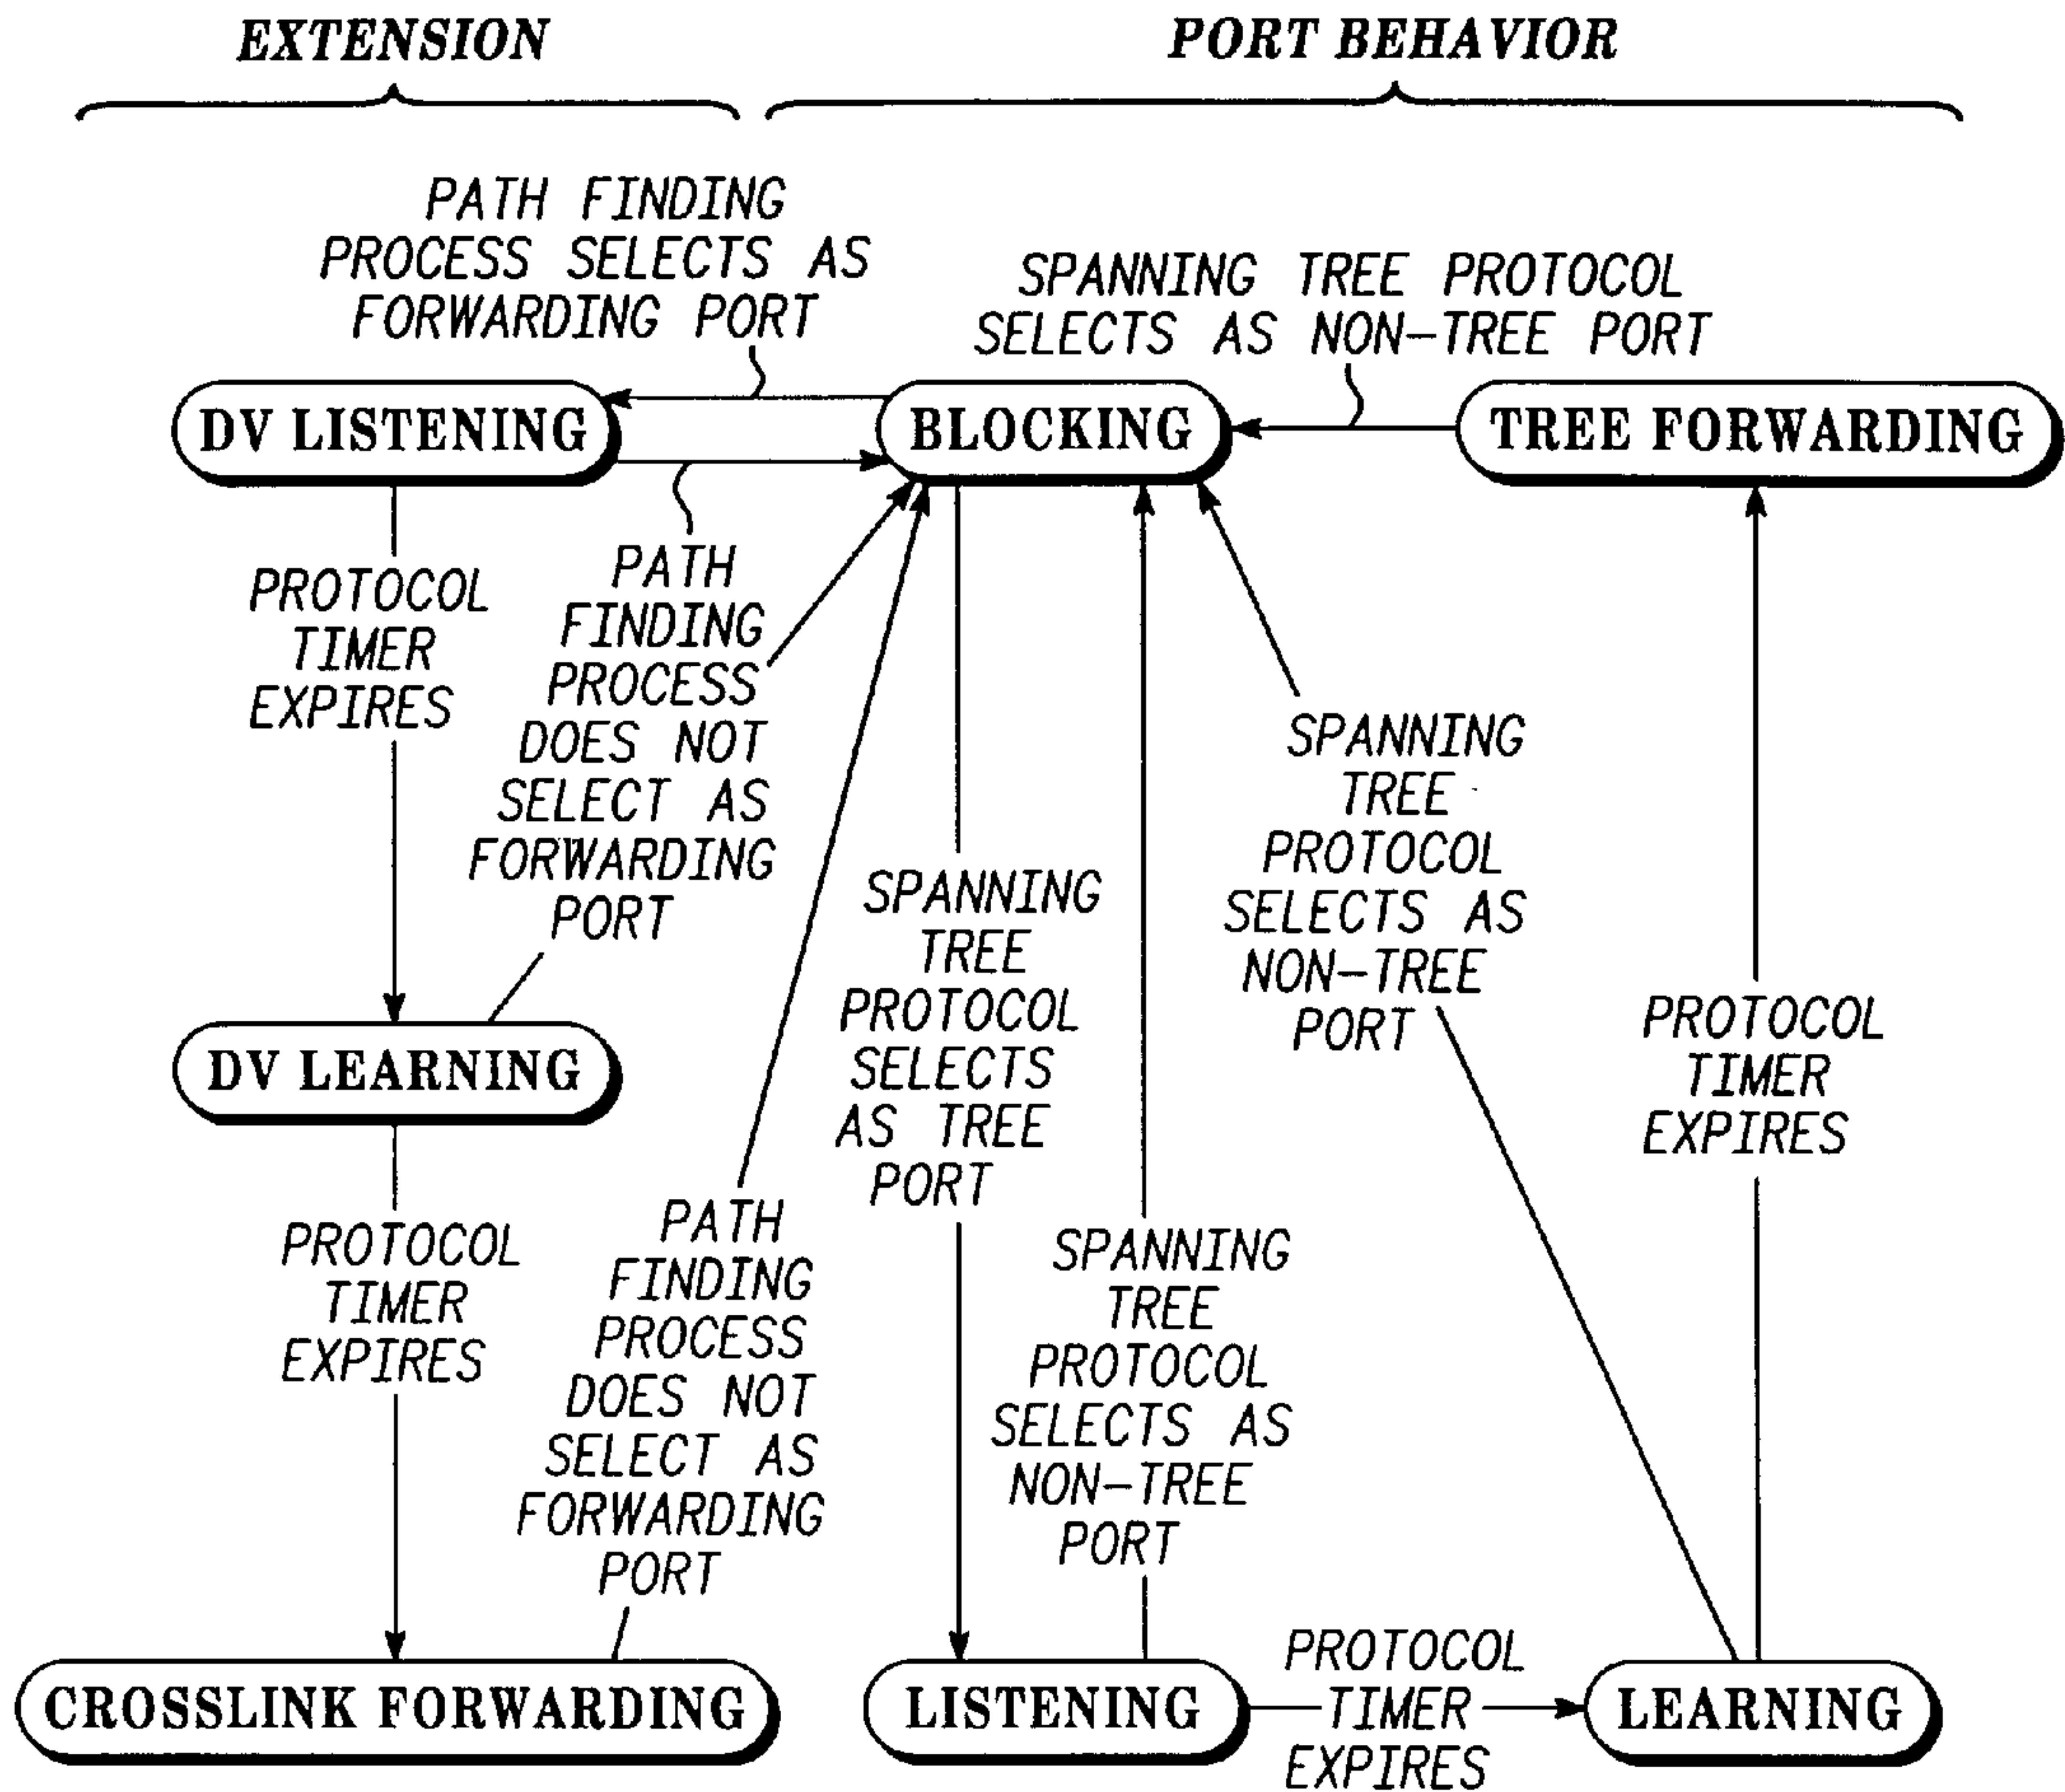 EXTENSION
PORT BEHAVIOR
PATH FINDING
PROCESS SELECTS AS
FORWARDING PORT
SPANNING TREE PROTOCOL
SELECTS AS NON-TREE PORT
DV LISTENING
BLOCKING
TREE FORWARDING
PROTOCOL
TIMER
EXPIRES
PATH
FINDING
PROCESS
DOES NOT
SELECT AS
FORWARDING
PORT
SPANNING
TREE
PROTOCOL
SELECTS
AS TREE
PORT
SPANNING
TREE
PROTOCOL
SELECTS AS
NON-TREE
PORT
PROTOCOL
TIMER
EXPIRES
DV LEARNING
PROTOCOL
TIMER
EXPIRES
PATH
FINDING
PROCESS
DOES NOT
SELECT AS
FORWARDING
PORT
SPANNING
TREE
PROTOCOL
SELECTS AS
NON-TREE
PORT
CROSSLINK FORWARDING
LISTENING
PROTOCOL
TIMER
EXPIRES
LEARNING